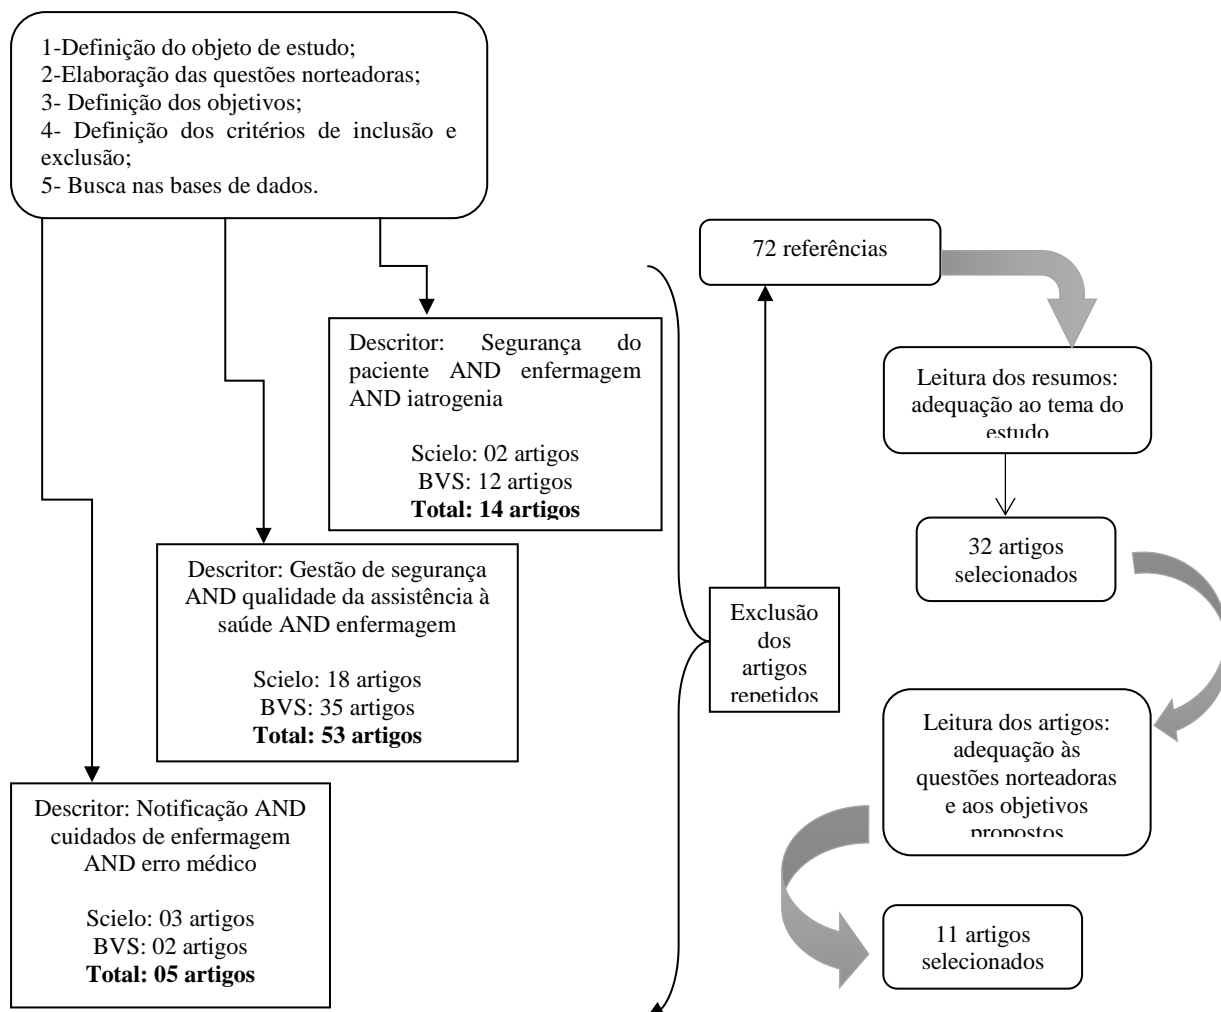 1-Definição do objeto de estudo;
2-Elaboração das questões norteadoras;
3- Definição dos objetivos;
4- Definição dos critérios de inclusão e
exclusão;
5- Busca nas bases de dados.
Descritor: Segurança do
paciente AND enfermagem
AND iatrogenia
Scielo: 02 artigos
BVS: 12 artigos
Total: 14 artigos
Descritor: Gestão de segurança
AND qualidade da assistência à
saúde AND enfermagem
Scielo: 18 artigos
BVS: 35 artigos
Total: 53 artigos
Descritor: Notificação AND
cuidados de enfermagem
AND erro médico
Scielo: 03 artigos
BVS: 02 artigos
Total: 05 artigos
Exclusão
dos
artigos
repetidos
72 referências
Leitura dos resumos:
adequação ao tema do
estudo
32 artigos
selecionados
Leitura dos artigos:
adequação às
questões norteadoras
e aos objetivos
propostos
11 artigos
selecionados